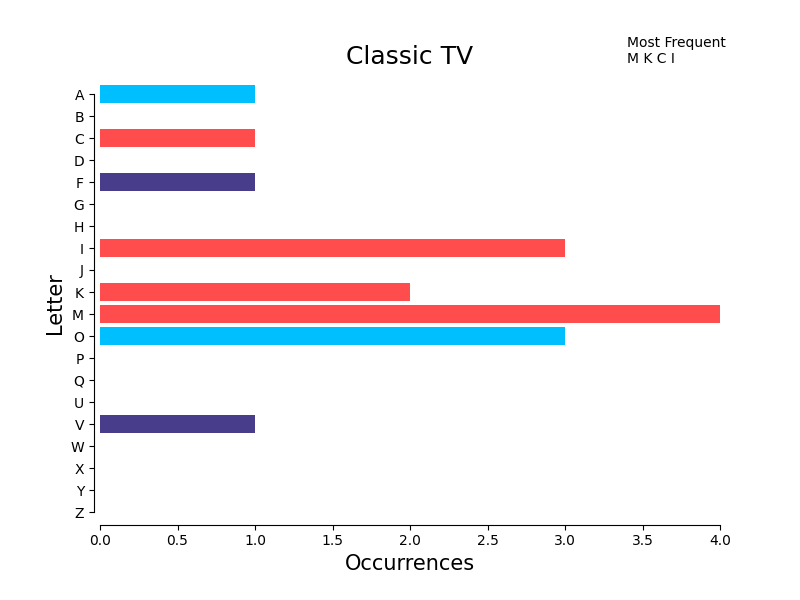 Most Frequent
M K C I
Classic TV
A
B
C
D
F
G
H
I
J
K
M
O
P
Q
U
V
W
X
Y
Z
Letter
0.0 0.5 1.0 1.5 2.0 2.5 3.0 3.5 4.0
Occurrences